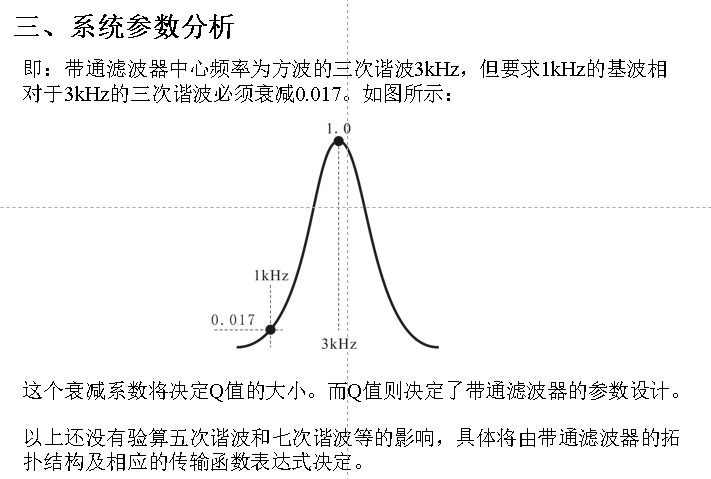 三、系统参数分析
即：带通滤波器中心频率为方波的三次谐波3kHz，但要求1kHz的基波相
对于3kHz的三次谐波必须衰减0.017。如图所示：
1.0
1kHz
0.017
3kHz
这个衰减系数将决定Q值的大小。而Q值则决定了带通滤波器的参数设计。
以上还没有验算五次谐波和七次谐波等的影响，具体将由带通滤波器的拓
扑结构及相应的传输函数表达式决定。